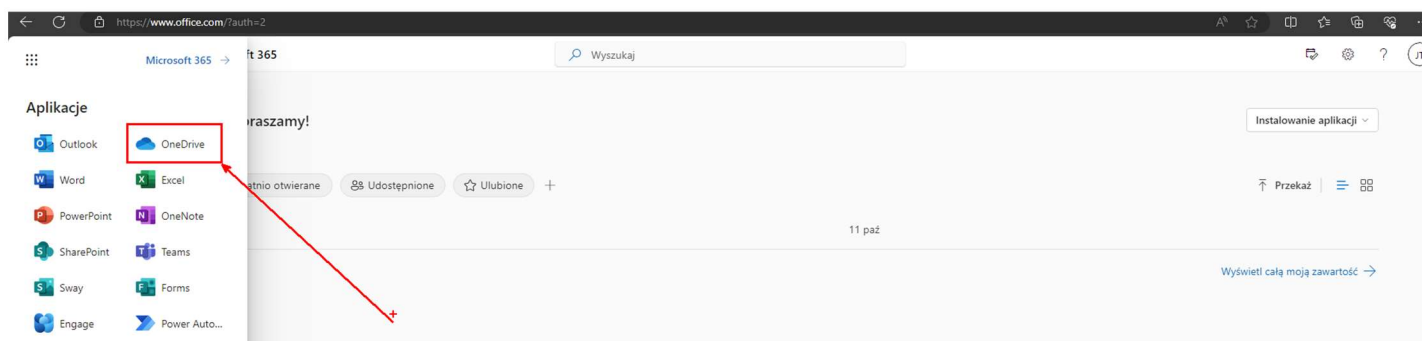 https://www.office.com/?auth=2
Microsoft 365 →
ft 365
Wyszukaj
?
Aplikacje
raszamy!
Instalowanie aplikacji
Outlook
OneDrive
Word
Excel
atnio otwierane
Udostępnione
Ulubione
+
Przekaż
PowerPoint
OneNote
11 paź
SharePoint
Teams
Wyświetl całą moją zawartość →
Sway
Forms
Engage
Power Auto...